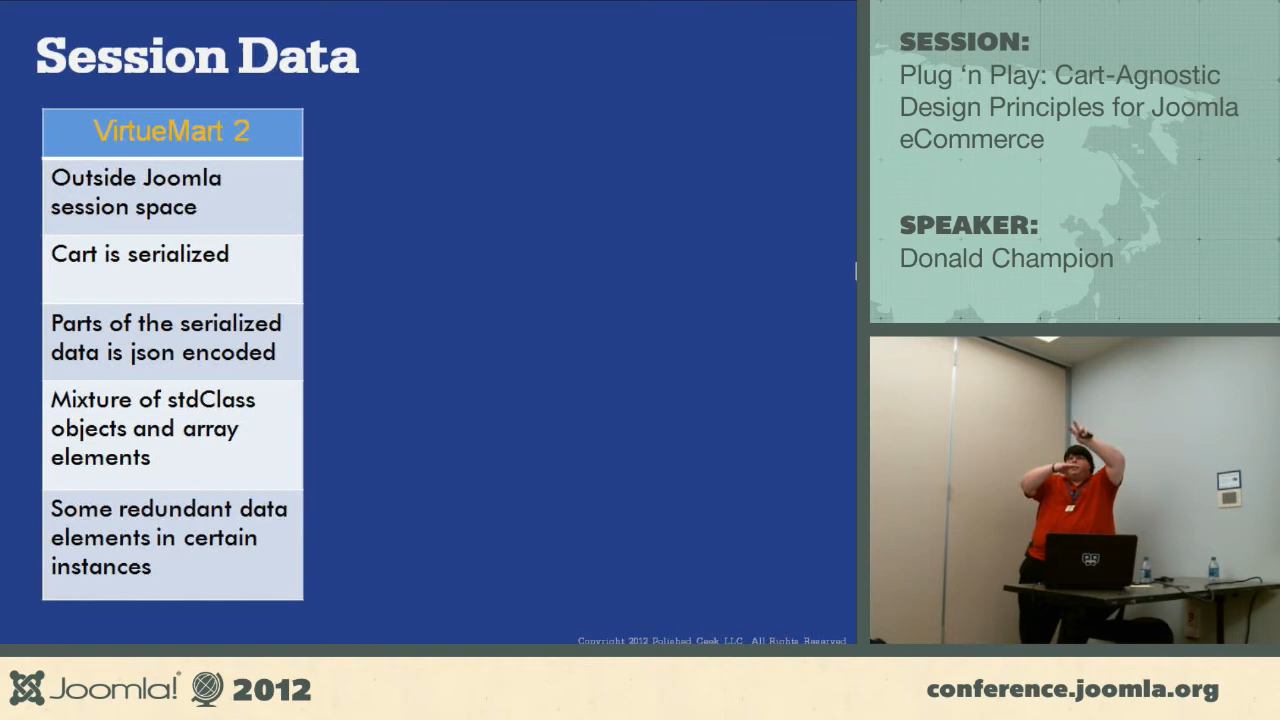 Session Data
VirtueMart 2
Outside Joomla
session space
Cart is serialized
Parts of the serialized
data is json encoded
Mixture of stdClass
objects and array
elements
Some redundant data
elements in certain
instances
Copyright 2012 Polished Geek LLC. All Rights Reserved
SESSION:
Plug ‘n Play: Cart-Agnostic
Design Principles for Joomla
eCommerce
SPEAKER:
Donald Champion
Joomla! 2012
conference.joomla.org